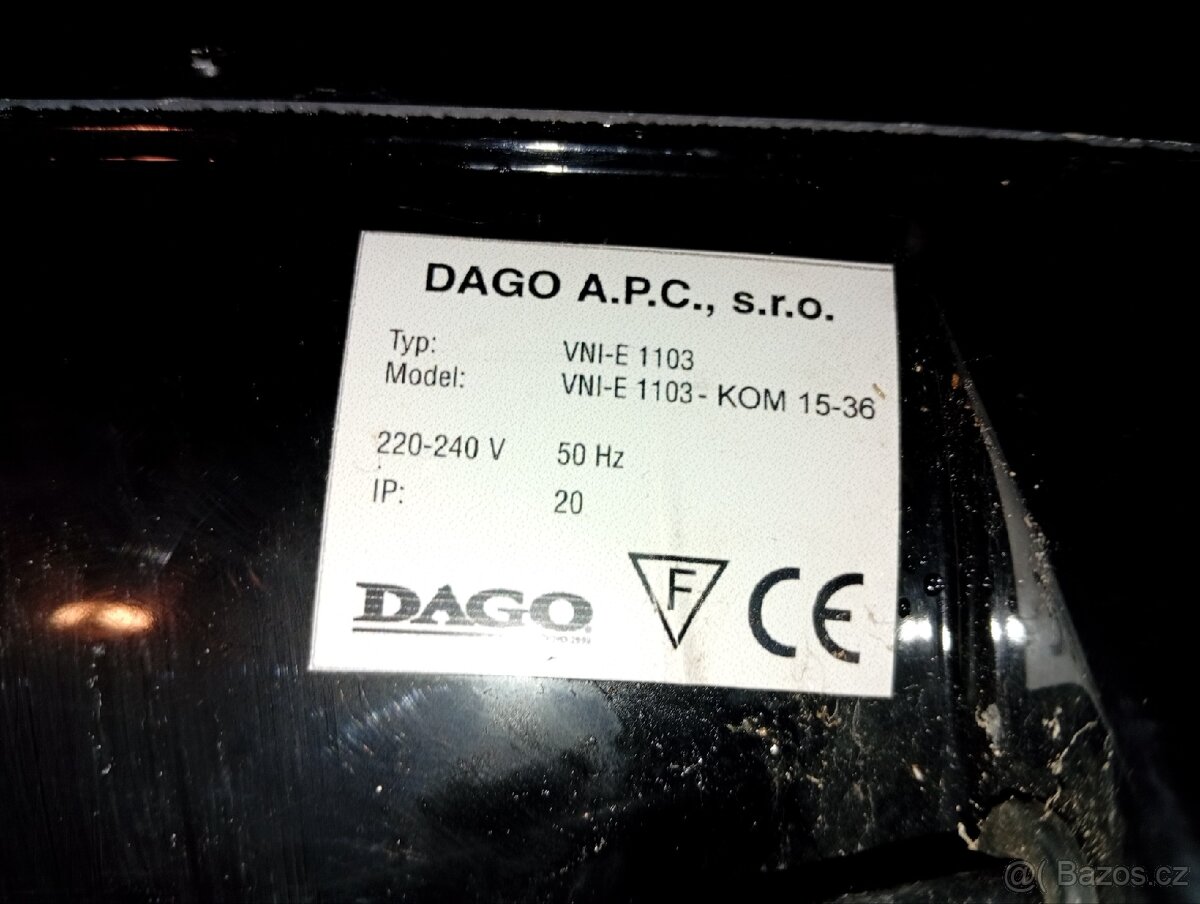 DAGO A.P.C., s.r.o.
Typ: VNI-E 1103
Model: VNI-E 1103 - KOM 15-36
220-240 V 50 Hz
IP: 20
DAGO
F
CE
Bazos.cz